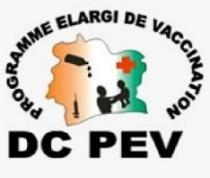 PROGRAMME ELARGI DE VACCINATION
DC PEV